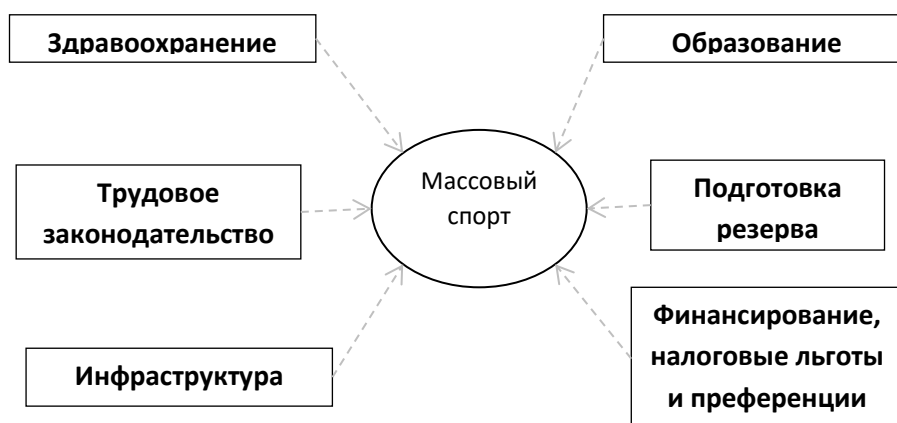 Здравоохранение
Образование
Массовый
спорт
Трудовое
законодательство
Подготовка
резерва
Инфраструктура
Финансирование,
налоговые льготы
и преференции